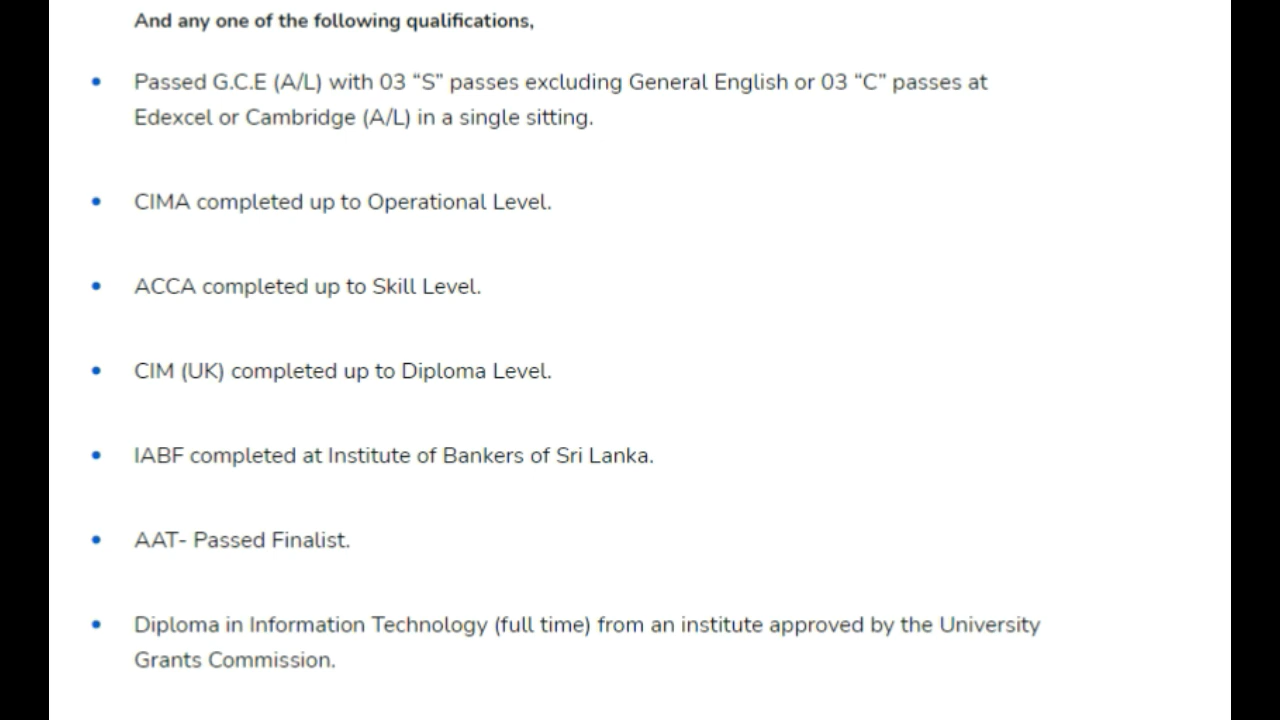 And any one of the following qualifications,
Passed G.C.E (A/L) with 03 “S” passes excluding General English or 03 “C” passes at
Edexcel or Cambridge (A/L) in a single sitting.
CIMA completed up to Operational Level.
ACCA completed up to Skill Level.
CIM (UK) completed up to Diploma Level.
IABF completed at Institute of Bankers of Sri Lanka.
AAT- Passed Finalist.
Diploma in Information Technology (full time) from an institute approved by the University
Grants Commission.